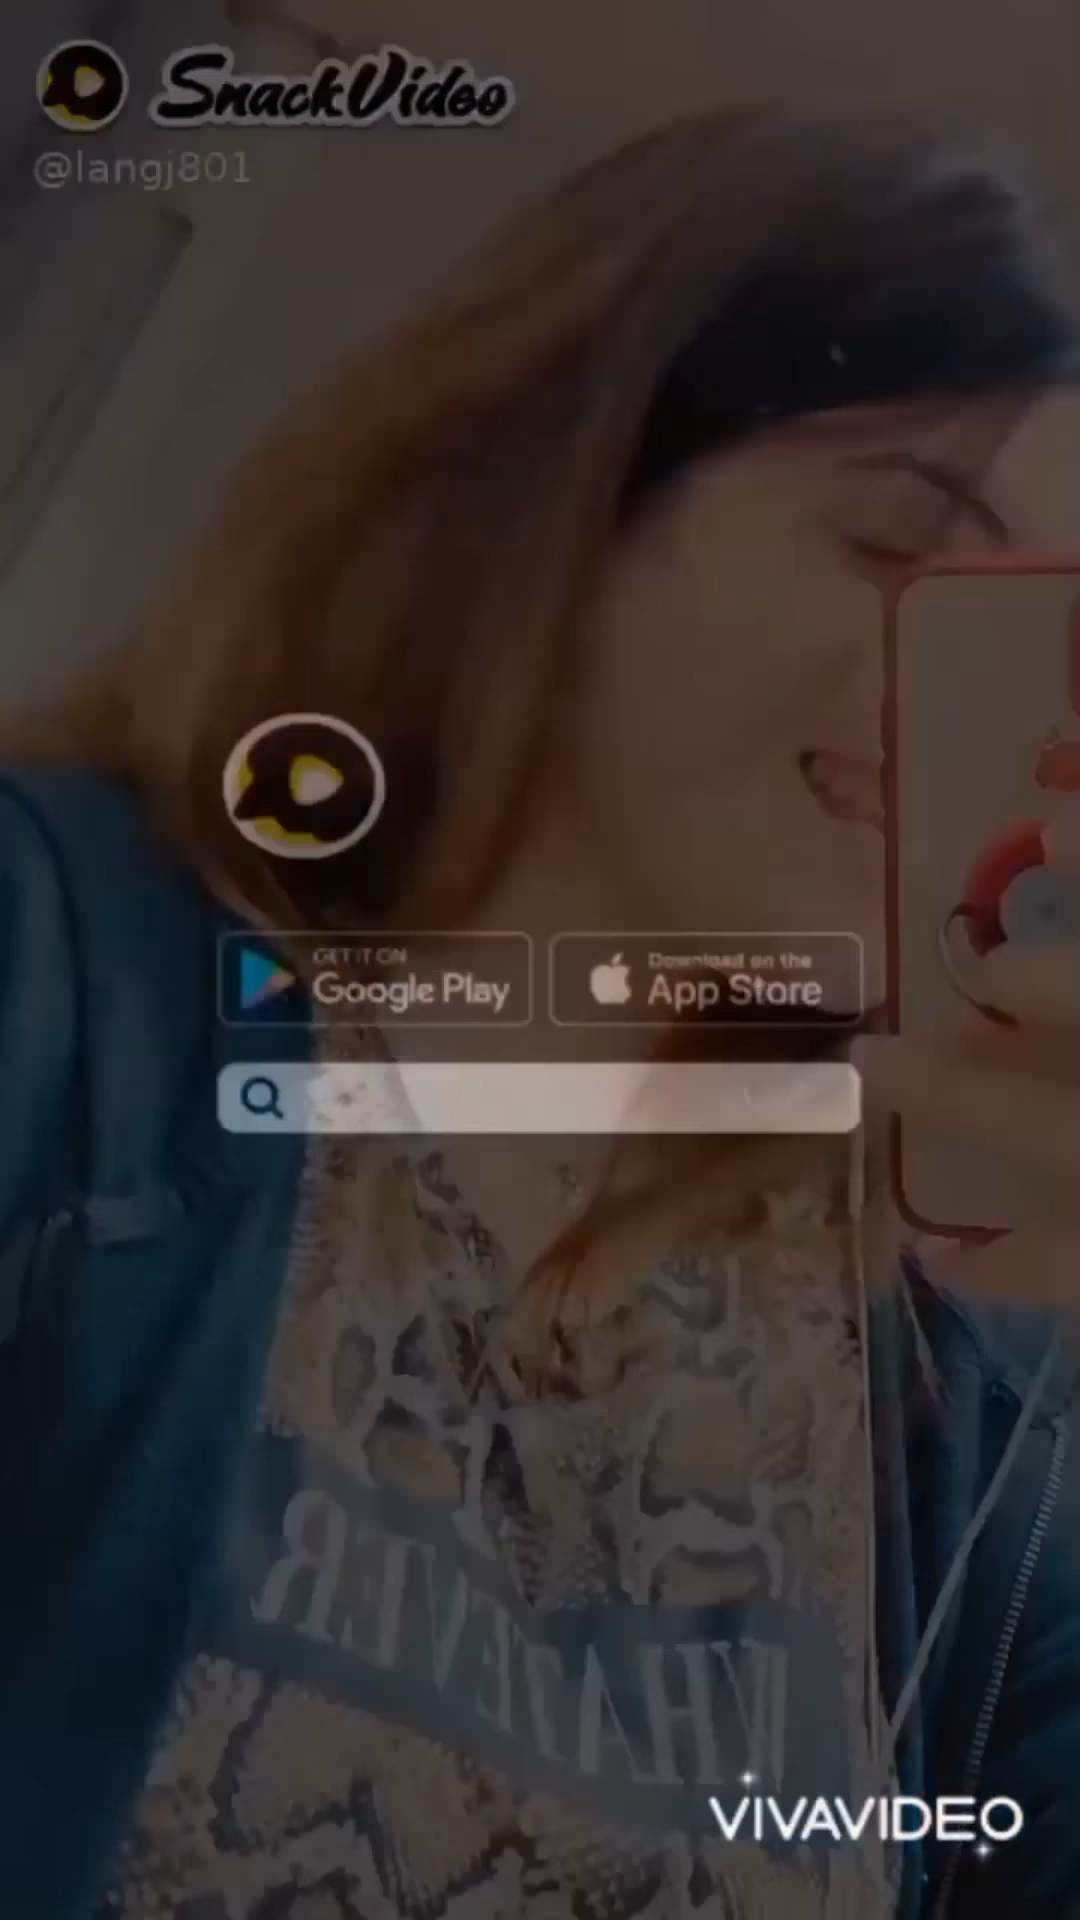 SnackVideo
@langj801
GET IT ON
Google Play
Download on the
App Store
WHATEVER
VIVAVIDEO